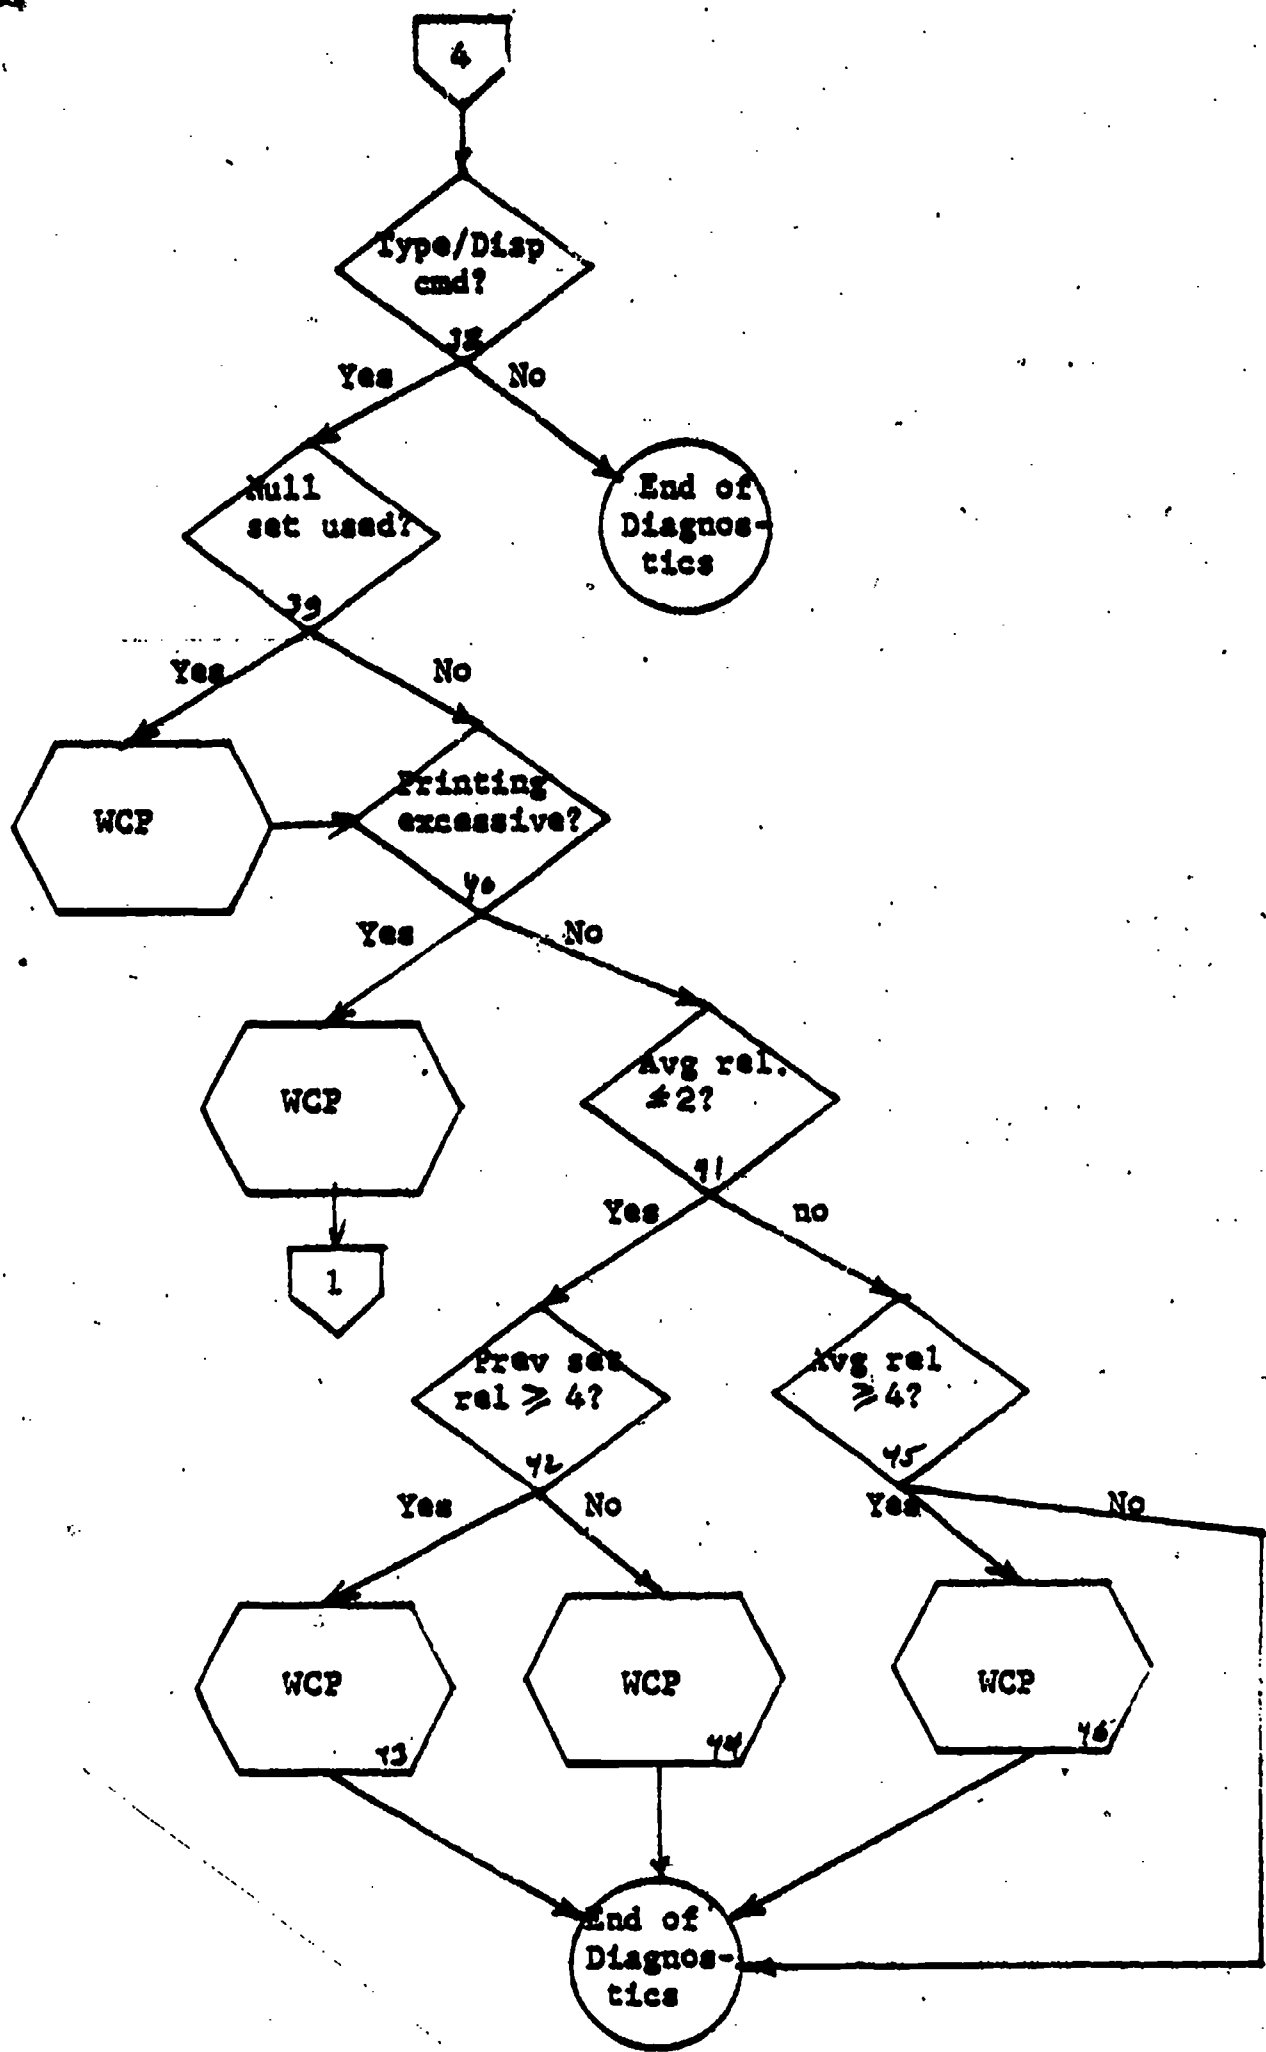 4
Type/Disp
cmd?
Yes
No
Null
set used?
39
End of
Diagnos-
tics
Yes
No
WCP
Printing
excessive?
40
Yes
No
WCP
Avg rel.
2?
41
1
Yes
no
Prev set
rel ≥ 4?
42
Avg rel
≥ 4?
45
Yes
No
Yes
No
WCP
43
WCP
44
WCP
46
End of
Diagnos-
tics